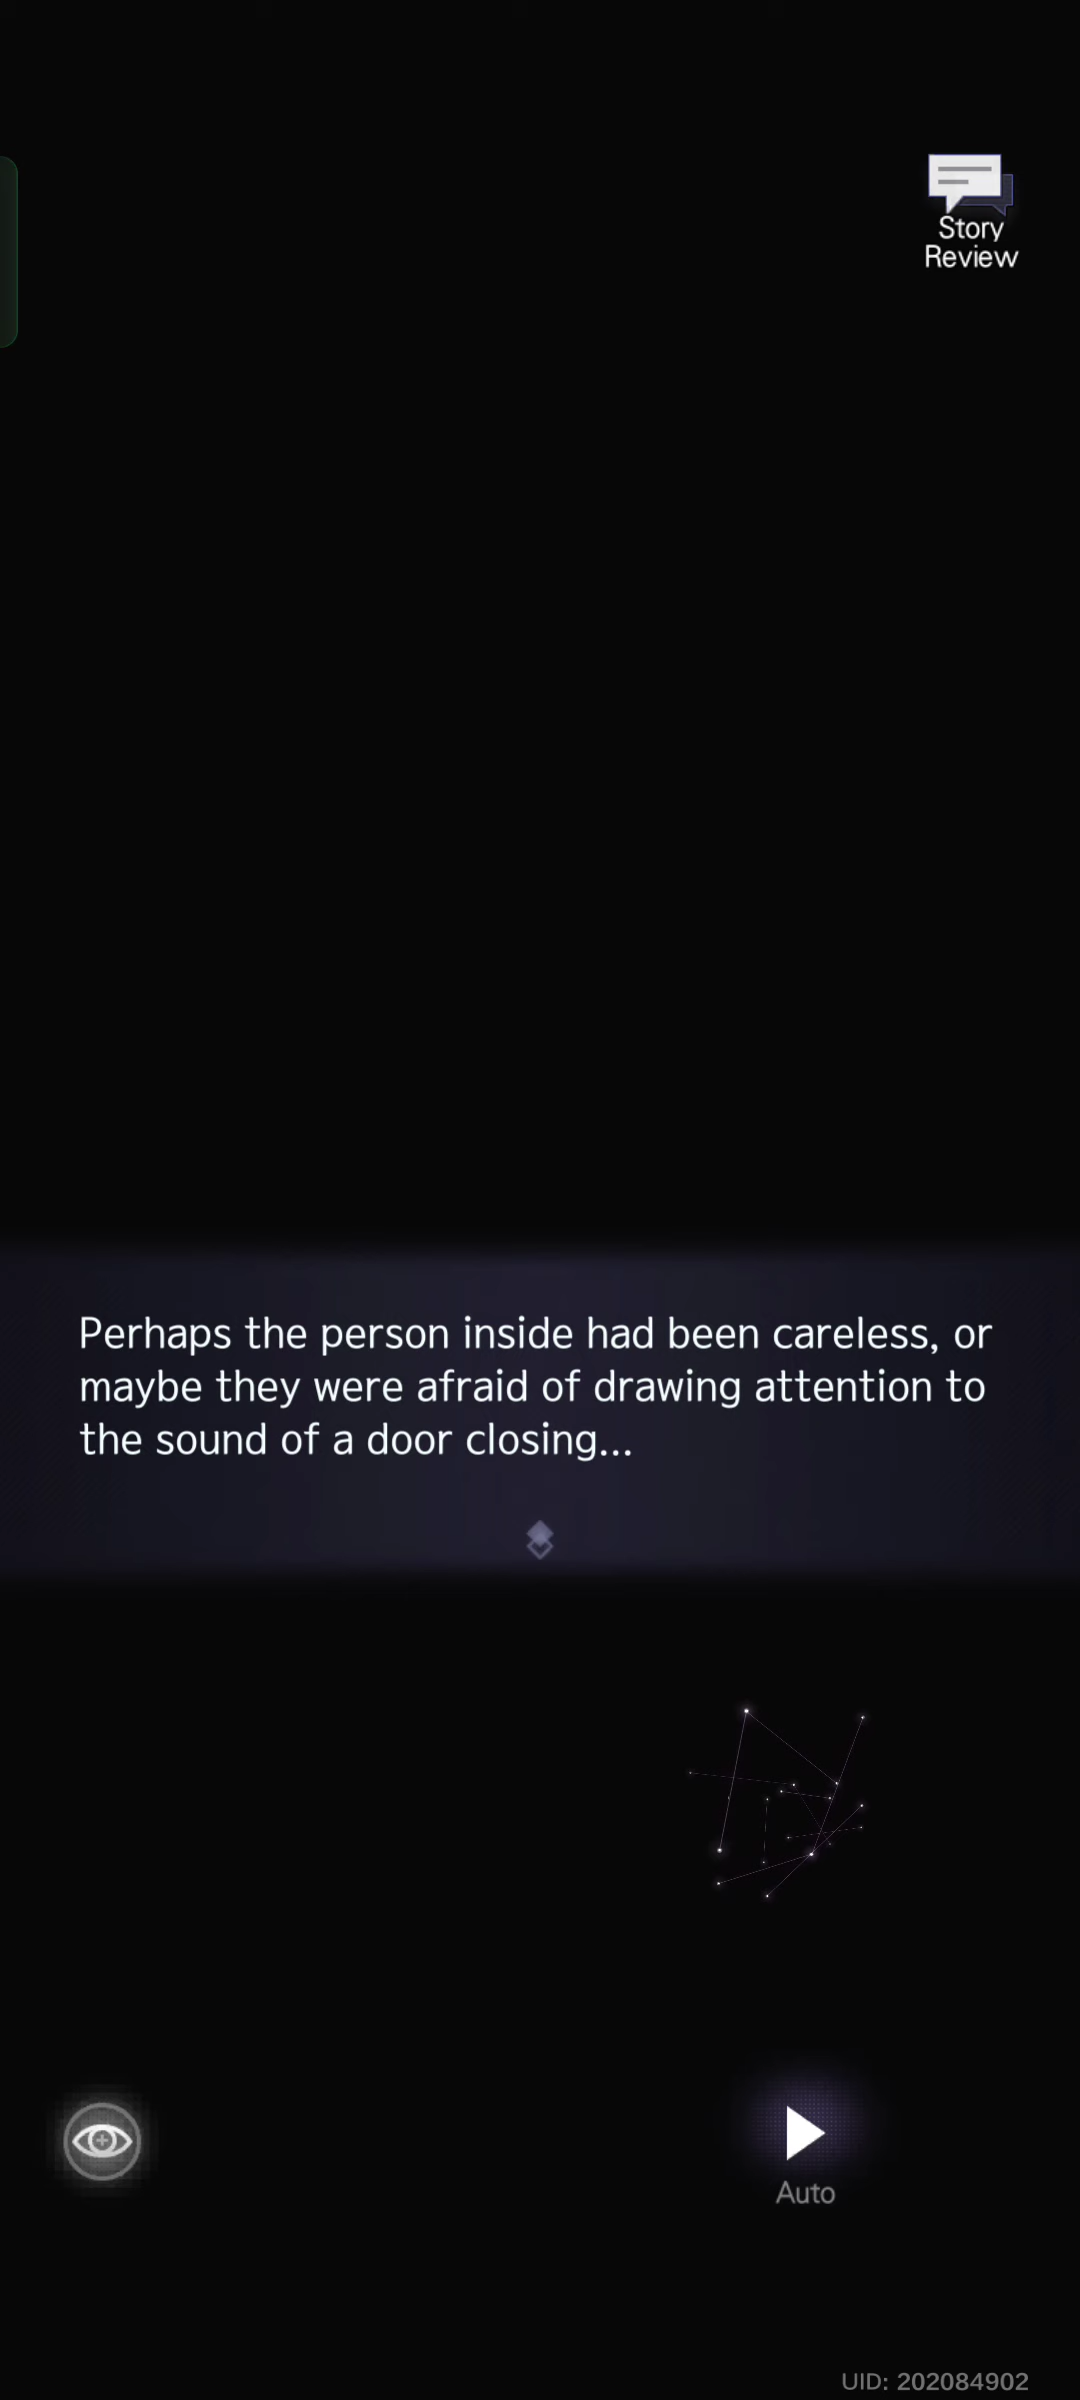 Story
Review
Perhaps the person inside had been careless, or
maybe they were afraid of drawing attention to
the sound of a door closing...
Auto
UID: 202084902